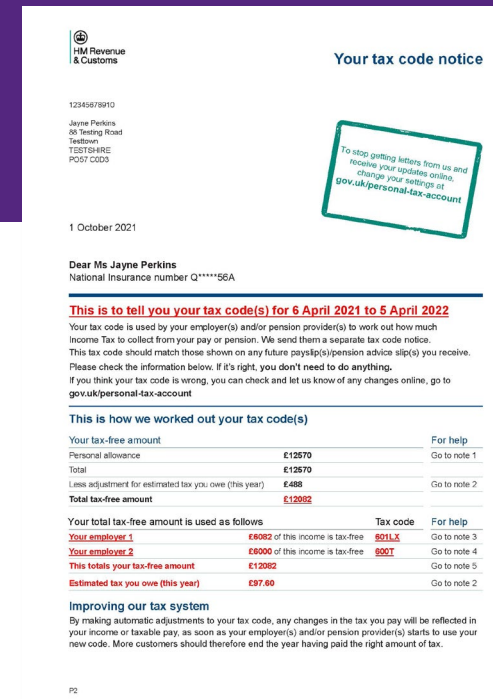 HM Revenue
& Customs
Your tax code notice
12345678910
Jayne Perkins
88 Testing Road
Testtown
TESTSHIRE
PO57 C0D3
To stop getting letters from us and
receive your updates online,
change your settings at
gov.uk/personal-tax-account
1 October 2021
Dear Ms Jayne Perkins
National Insurance number Q*****56A
This is to tell you your tax code(s) for 6 April 2021 to 5 April 2022
Your tax code is used by your employer(s) and/or pension provider(s) to work out how much
Income Tax to collect from your pay or pension. We send them a separate tax code notice.
This tax code should match those shown on any future payslip(s)/pension advice slip(s) you receive.
Please check the information below. If it's right, you don't need to do anything.
If you think your tax code is wrong, you can check and let us know of any changes online, go to
gov.uk/personal-tax-account
This is how we worked out your tax code(s)
Your tax-free amount For help
Personal allowance £12570 Go to note 1
Total £12570
Less adjustment for estimated tax you owe (this year) £488 Go to note 2
Total tax-free amount £12082
Your total tax-free amount is used as follows Tax code For help
Your employer 1 £6082 of this income is tax-free 601LX Go to note 3
Your employer 2 £6000 of this income is tax-free 600T Go to note 4
This totals your tax-free amount £12082 Go to note 5
Estimated tax you owe (this year) £97.60 Go to note 2
Improving our tax system
By making automatic adjustments to your tax code, any changes in the tax you pay will be reflected in
your income or taxable pay, as soon as your employer(s) and/or pension provider(s) starts to use your
new code. More customers should therefore end the year having paid the right amount of tax.
P2